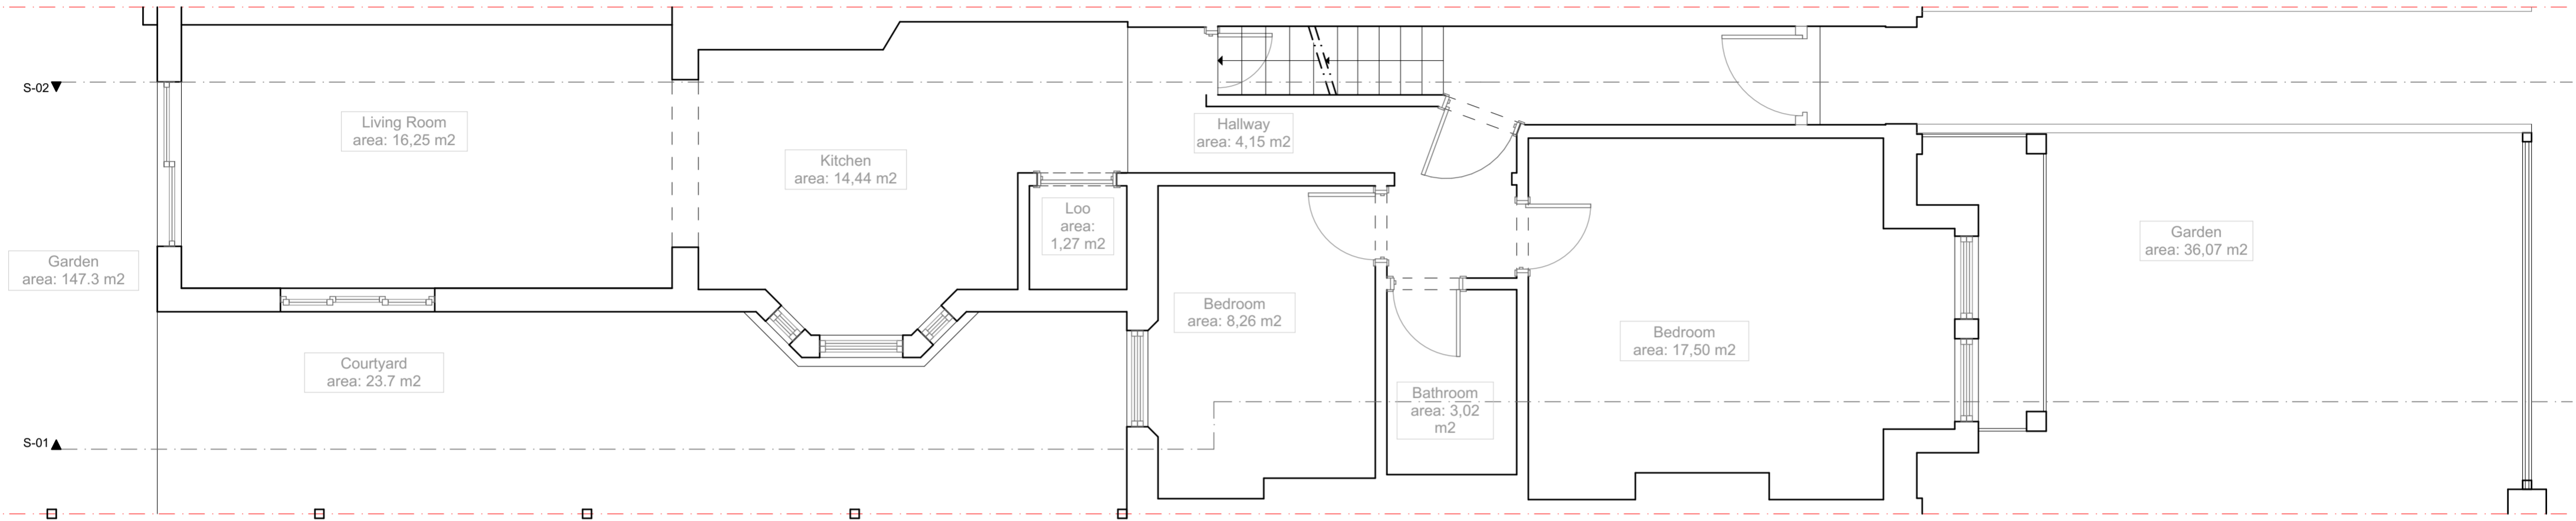 S-02
Living Room
area: 16,25 m2
Kitchen
area: 14,44 m2
Hallway
area: 4,15 m2
Loo
area:
1,27 m2
Garden
area: 147.3 m2
Garden
area: 36,07 m2
Bedroom
area: 8,26 m2
Bedroom
area: 17,50 m2
Courtyard
area: 23.7 m2
Bathroom
area: 3,02
m2
S-01